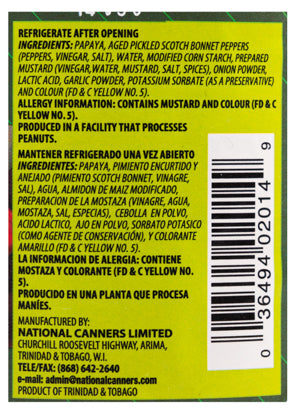 REFRIGERATE AFTER OPENING
INGREDIENTS: PAPAYA, AGED PICKLED SCOTCH BONNET PEPPERS
(PEPPERS, VINEGAR, SALT), WATER, MODIFIED CORN STARCH, PREPARED
MUSTARD (VINEGAR, WATER, MUSTARD, SALT, SPICES), ONION POWDER,
LACTIC ACID, GARLIC POWDER, POTASSIUM SORBATE (AS A PRESERVATIVE)
AND COLOUR (FD & C YELLOW NO. 5).
ALLERGY INFORMATION: CONTAINS MUSTARD AND COLOUR (FD & C
YELLOW NO. 5).
PRODUCED IN A FACILITY THAT PROCESSES
PEANUTS.
MANTENER REFRIGERADO UNA VEZ ABIERTO
INGREDIENTES: PAPAYA, PIMIENTO ENCURTIDO Y
ANEJADO (PIMIENTO SCOTCH BONNET, VINAGRE,
SAL), AGUA, ALMIDON DE MAIZ MODIFICADO,
PREPARACION DE LA MOSTAZA (VINAGRE, AGUA,
MOSTAZA, SAL, ESPECIAS), CEBOLLA EN POLVO,
ACIDO LACTICO, AJO EN POLVO, SORBATO POTASICO
(COMO AGENTE DE CONSERVACIÓN), Y COLORANTE
AMARILLO (FD & C YELLOW NO. 5).
LA INFORMACION DE ALERGIA: CONTIENE
MOSTAZA Y COLORANTE (FD & C YELLOW NO.
5).
PRODUCIDO EN UNA PLANTA QUE PROCESA
MANÍES.
MANUFACTURED BY:
NATIONAL CANNERS LIMITED
CHURCHILL ROOSEVELT HIGHWAY, ARIMA,
TRINIDAD & TOBAGO, W.I.
TELE/FAX: (868) 642-2640
e-mail: admin@nationalcanners.com
PRODUCT OF TRINIDAD & TOBAGO
0 36494 02014 9